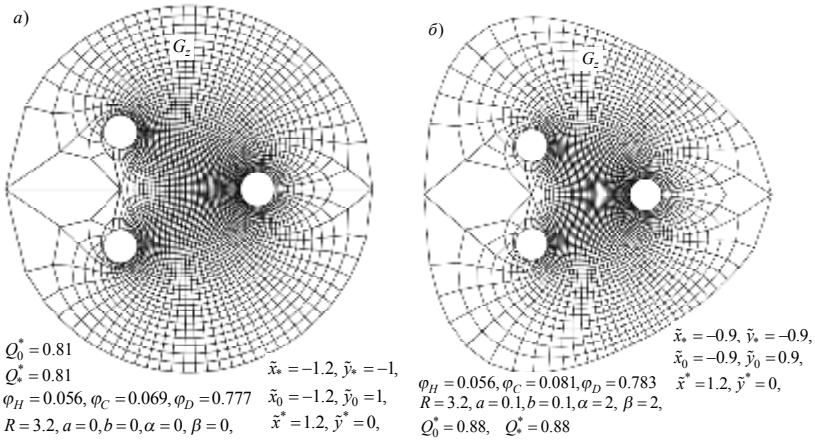 а)
G_z
Q_0^* = 0.81
Q_*^* = 0.81
φ_H = 0.056, φ_C = 0.069, φ_D = 0.777
R = 3.2, a = 0, b = 0, α = 0, β = 0,
x̃_* = −1.2, ỹ_* = −1,
x̃_0 = −1.2, ỹ_0 = 1,
x̃^* = 1.2, ỹ^* = 0,
б)
G_z
x̃_* = −0.9, ỹ_* = −0.9,
x̃_0 = −0.9, ỹ_0 = 0.9,
x̃^* = 1.2, ỹ^* = 0,
φ_H = 0.056, φ_C = 0.081, φ_D = 0.783
R = 3.2, a = 0.1, b = 0.1, α = 2, β = 2,
Q_0^* = 0.88, Q_*^* = 0.88